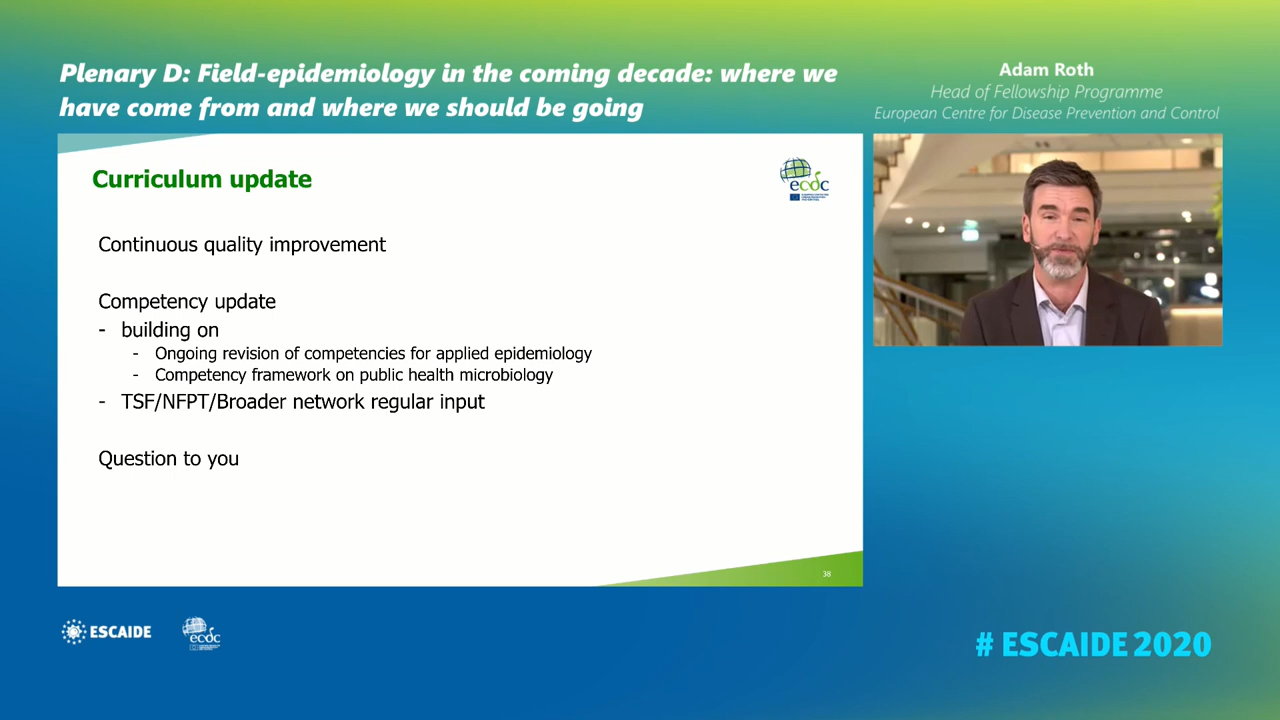 Plenary D: Field-epidemiology in the coming decade: where we
have come from and where we should be going
Adam Roth
Head of Fellowship Programme
European Centre for Disease Prevention and Control
Curriculum update
ecdc
Continuous quality improvement
Competency update
- building on
- Ongoing revision of competencies for applied epidemiology
- Competency framework on public health microbiology
- TSF/NFPT/Broader network regular input
Question to you
38
ESCAIDE
ecdc
# ESCAIDE 2020